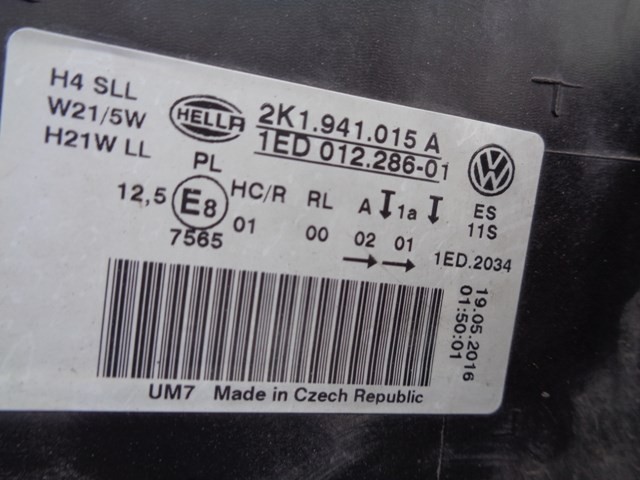 H4 SLL
W21/5W
H21W LL
HELLA
2K1.941.015 A
1ED 012.286-01
PL
12,5 E8 HC/R RL A 1a ES
7565 01 00 02 01 11S
1ED.2034
19.05.2016
01:50:01
UM7 Made in Czech Republic